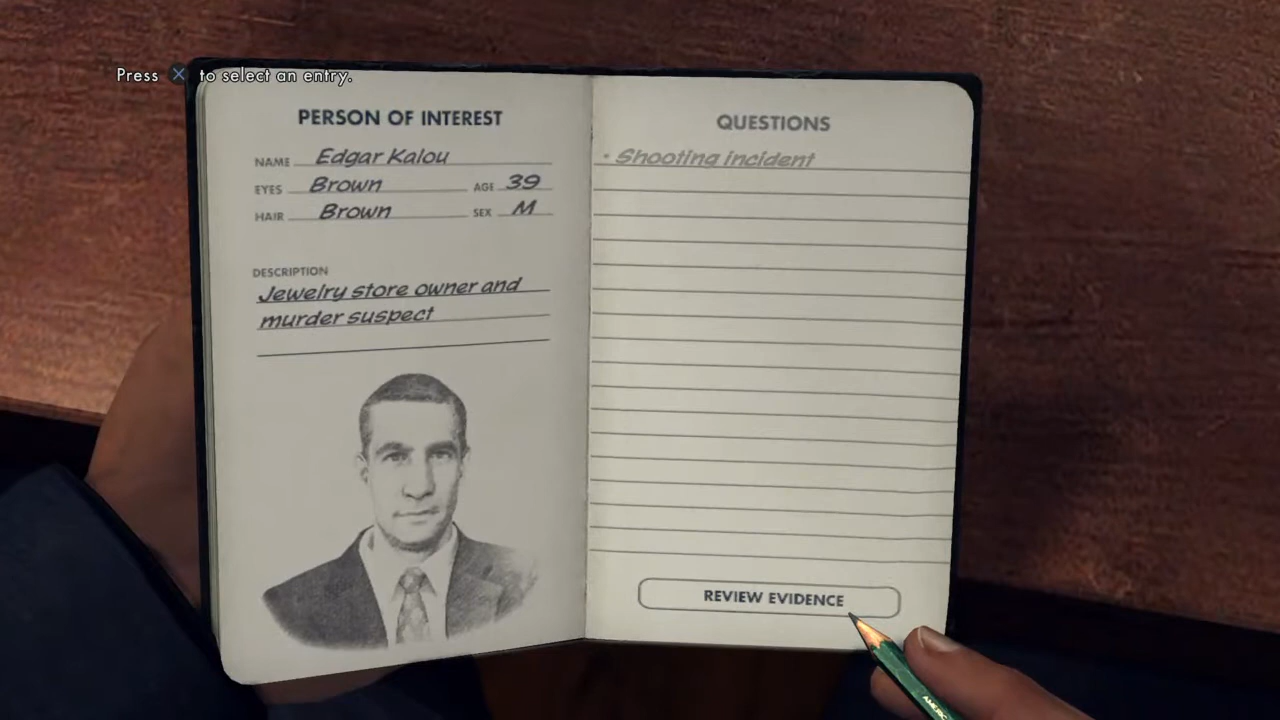 Press X to select an entry.
PERSON OF INTEREST
NAME Edgar Kalou
EYES Brown AGE 39
HAIR Brown SEX M
DESCRIPTION
Jewelry store owner and
murder suspect
QUESTIONS
• Shooting incident
REVIEW EVIDENCE